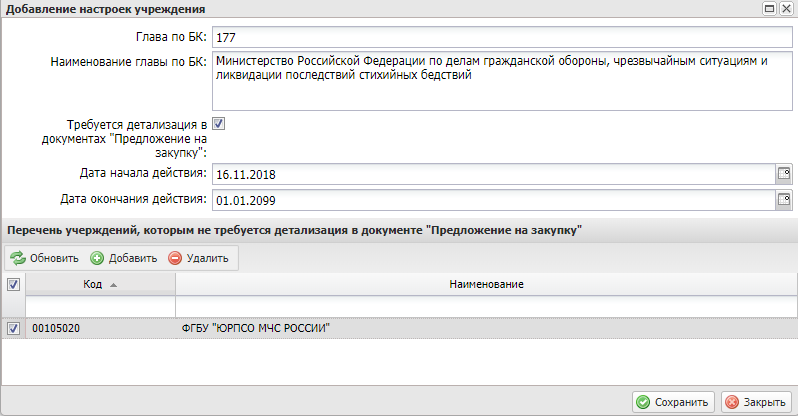 Добавление настроек учреждения
Глава по БК: 177
Наименование главы по БК: Министерство Российской Федерации по делам гражданской обороны, чрезвычайным ситуациям и
ликвидации последствий стихийных бедствий
Требуется детализация в
документах "Предложение на
закупку":
Дата начала действия: 16.11.2018
Дата окончания действия: 01.01.2099
Перечень учерждений, которым не требуется детализация в документе "Предложение на закупку"
Обновить Добавить Удалить
Код Наименование
00105020 ФГБУ "ЮРПСО МЧС РОССИИ"
Сохранить Закрыть